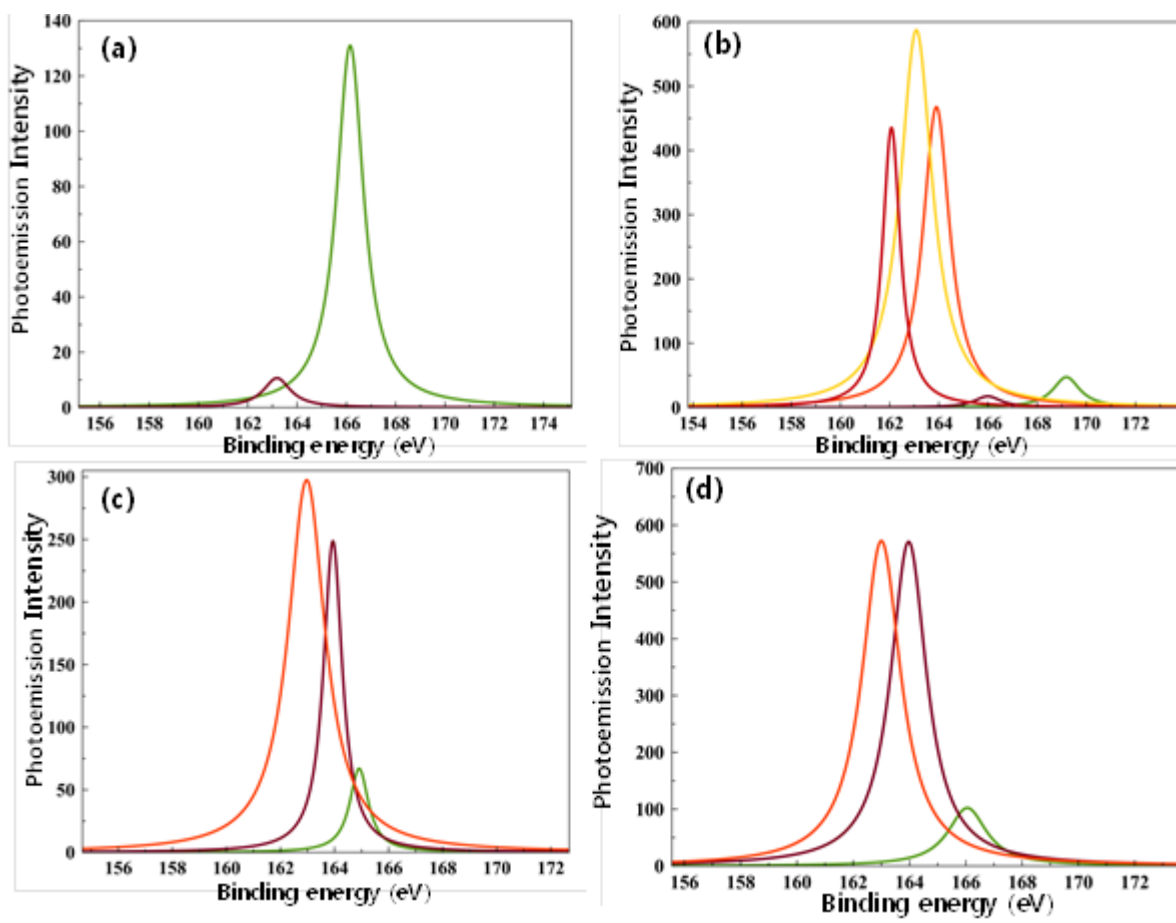 (a)
Photoemission Intensity
140
120
100
80
60
40
20
0
156 158 160 162 164 166 168 170 172 174
Binding energy (eV)
(b)
Photoemission Intensity
600
500
400
300
200
100
0
154 156 158 160 162 164 166 168 170 172
Binding energy (eV)
(c)
Photoemission Intensity
300
250
200
150
100
50
0
156 158 160 162 164 166 168 170 172
Binding energy (eV)
(d)
Photoemission Intensity
700
600
500
400
300
200
100
0
156 158 160 162 164 166 168 170 172
Binding energy (eV)